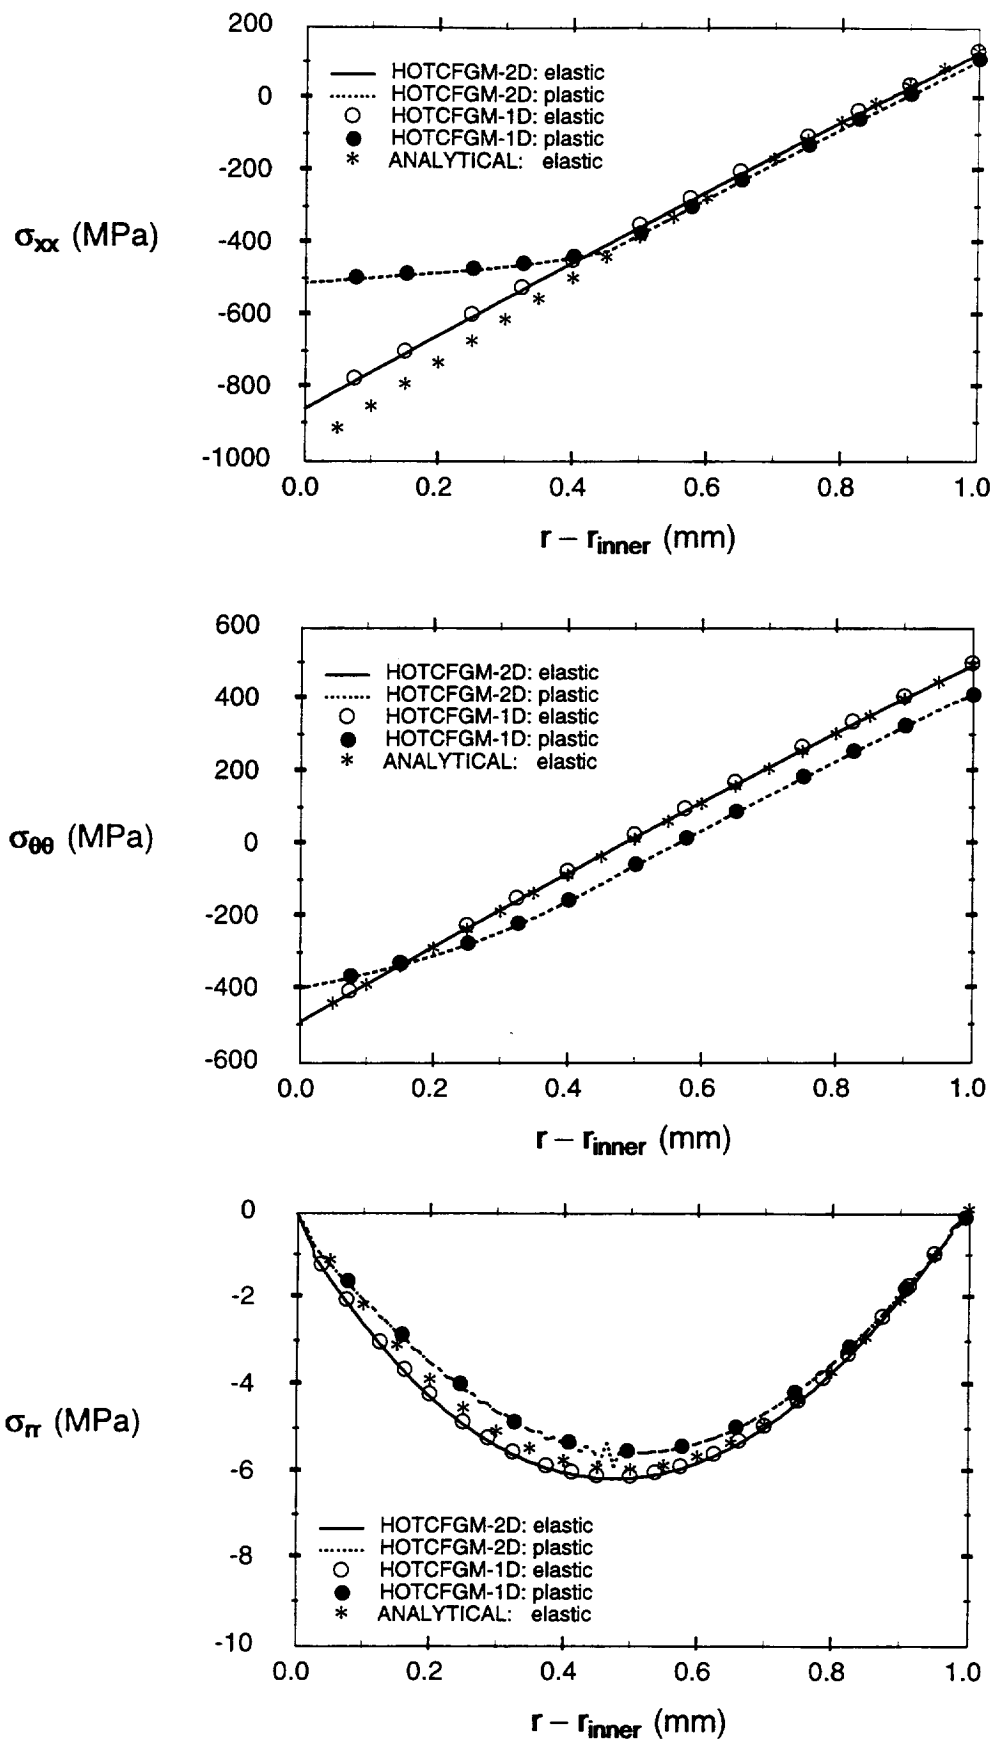 200
0
-200
-400
-600
-800
-1000
σxx (MPa)
HOTCFGM-2D: elastic
HOTCFGM-2D: plastic
HOTCFGM-1D: elastic
HOTCFGM-1D: plastic
ANALYTICAL: elastic
0.0 0.2 0.4 0.6 0.8 1.0
r – rinner (mm)
600
400
200
0
-200
-400
-600
σθθ (MPa)
HOTCFGM-2D: elastic
HOTCFGM-2D: plastic
HOTCFGM-1D: elastic
HOTCFGM-1D: plastic
ANALYTICAL: elastic
0.0 0.2 0.4 0.6 0.8 1.0
r – rinner (mm)
0
-2
-4
-6
-8
-10
σrr (MPa)
HOTCFGM-2D: elastic
HOTCFGM-2D: plastic
HOTCFGM-1D: elastic
HOTCFGM-1D: plastic
ANALYTICAL: elastic
0.0 0.2 0.4 0.6 0.8 1.0
r – rinner (mm)